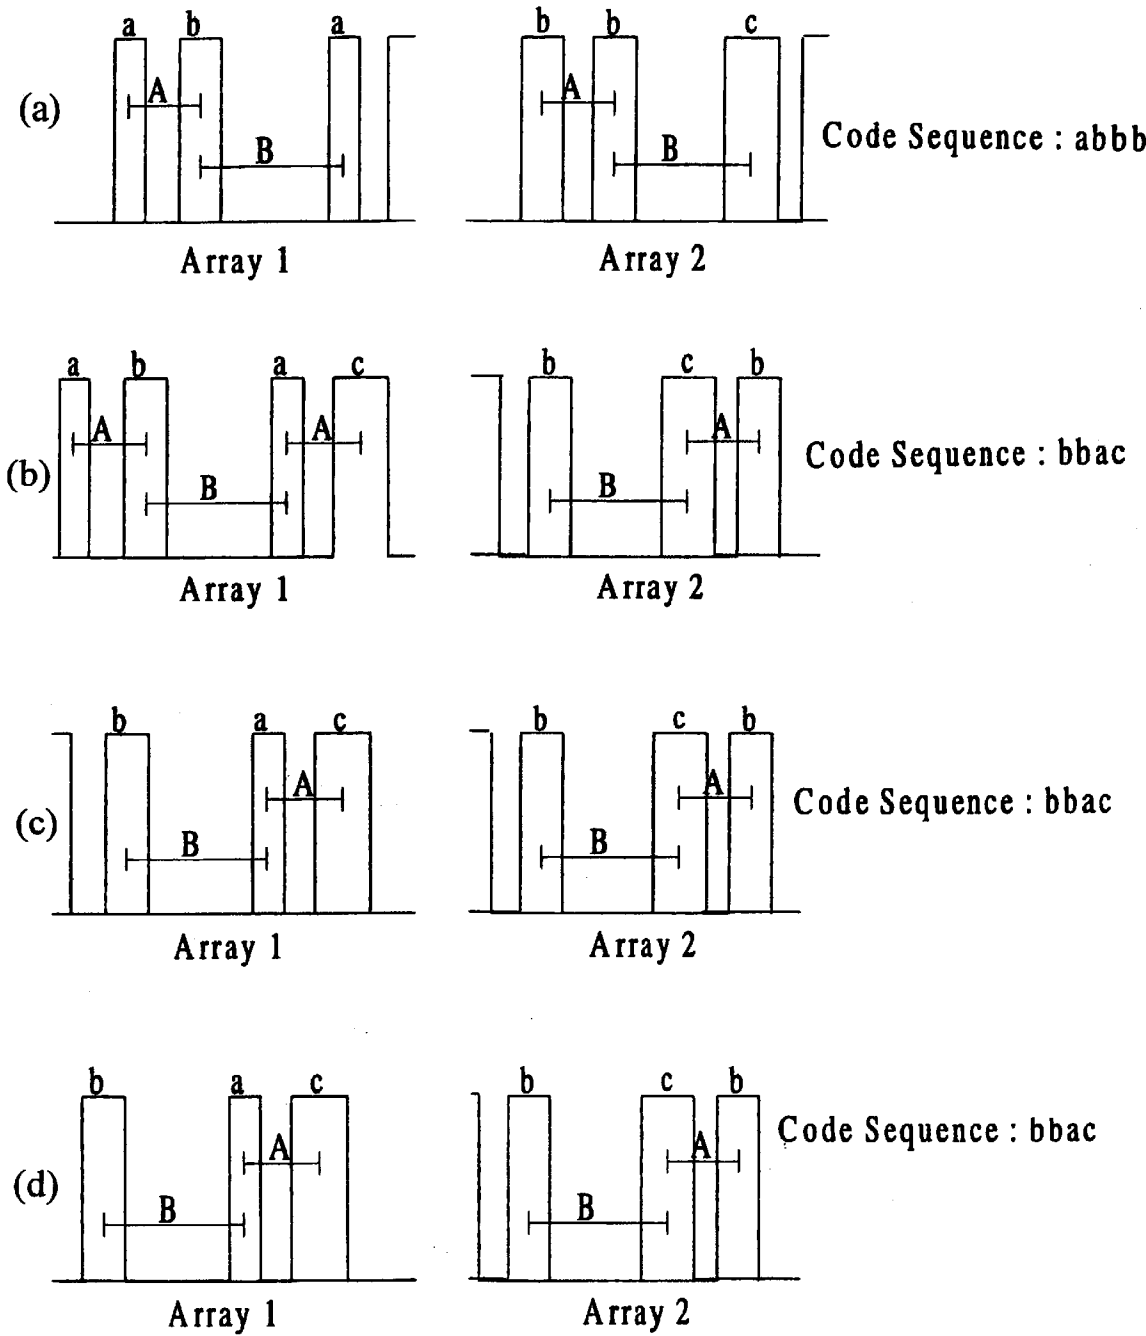 a b a b b c
(a) A A
B B Code Sequence : abbb
Array 1 Array 2
a b a c b c b
A A A
(b) B B Code Sequence : bbac
Array 1 Array 2
b a c b c b
A A Code Sequence : bbac
(c) B B
Array 1 Array 2
b a c b c b
A A Code Sequence : bbac
(d) B B
Array 1 Array 2